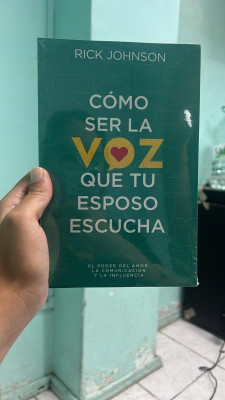 RICK JOHNSON
CÓMO
SER LA
VOZ
QUE TU
ESPOSO
ESCUCHA
EL PODER DEL AMOR,
LA COMUNICACIÓN
Y LA INFLUENCIA